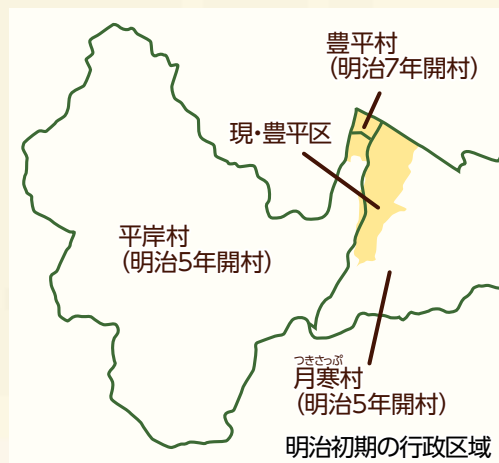 豊平村
(明治7年開村)
現・豊平区
平岸村
(明治5年開村)
つきさっぷ
月寒村
(明治5年開村)
明治初期の行政区域